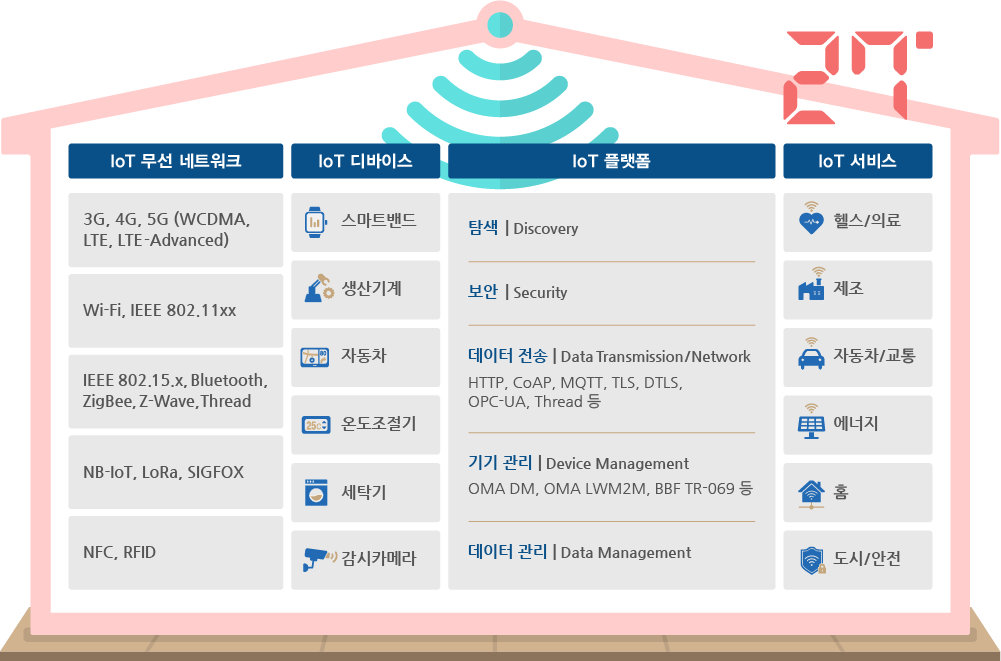 27°
IoT 무선 네트워크
3G, 4G, 5G (WCDMA,
LTE, LTE-Advanced)
Wi-Fi, IEEE 802.11xx
IEEE 802.15.x, Bluetooth,
ZigBee, Z-Wave, Thread
NB-IoT, LoRa, SIGFOX
NFC, RFID
IoT 디바이스
스마트밴드
생산기계
자동차
25c
온도조절기
세탁기
감시카메라
IoT 플랫폼
탐색 | Discovery
보안 | Security
데이터 전송 | Data Transmission/Network
HTTP, CoAP, MQTT, TLS, DTLS,
OPC-UA, Thread 등
기기 관리 | Device Management
OMA DM, OMA LWM2M, BBF TR-069 등
데이터 관리 | Data Management
IoT 서비스
헬스/의료
제조
자동차/교통
에너지
홈
도시/안전